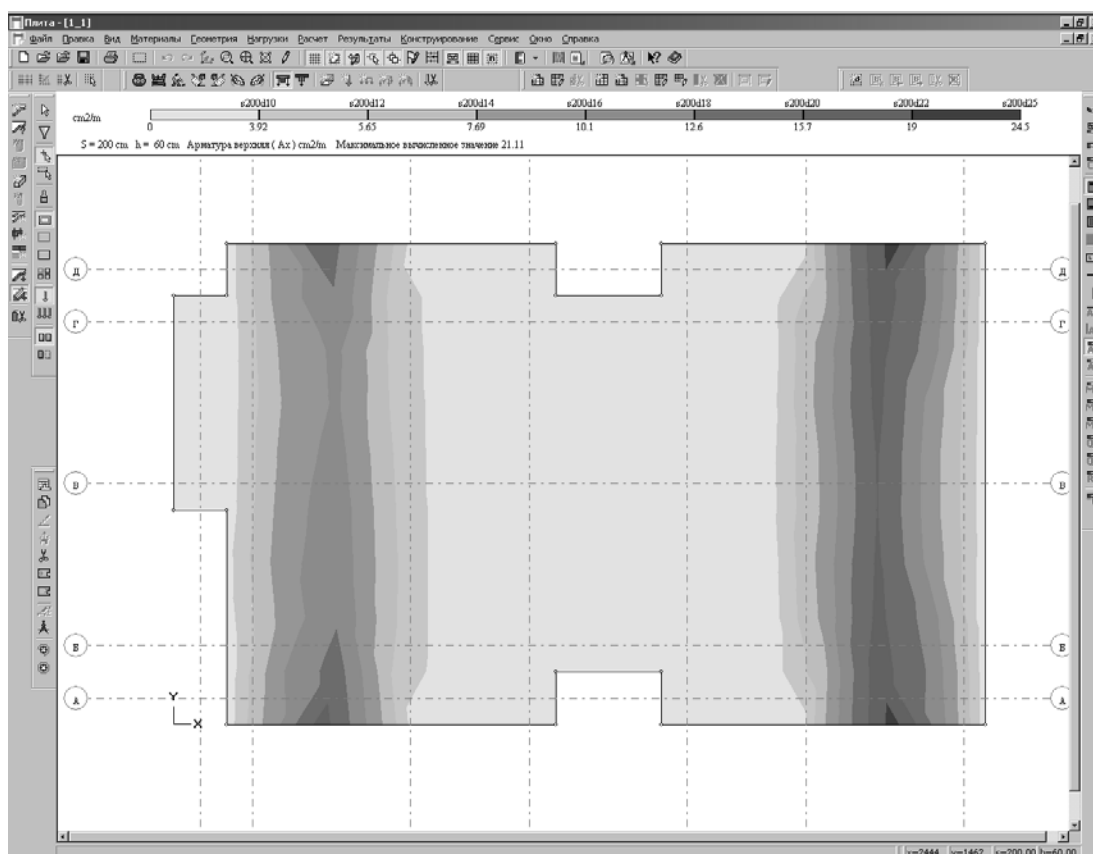 Плита - [1_1]
Файл Правка Вид Материалы Геометрия Нагрузки Расчет Результаты Конструирование Сервис Окно Справка
s200d10 s200d12 s200d14 s200d16 s200d18 s200d20 s200d22 s200d25
cm2/m
0 3.92 5.65 7.69 10.1 12.6 15.7 19 24.5
S = 200 cm h = 60 cm Арматура верхняя ( Ax ) cm2/m Максимальное вычисленное значение 21.11
Д Д
Г Г
В В
Б Б
А А
Y
X
x=2444 y=1462 s=200.00 h=60.00